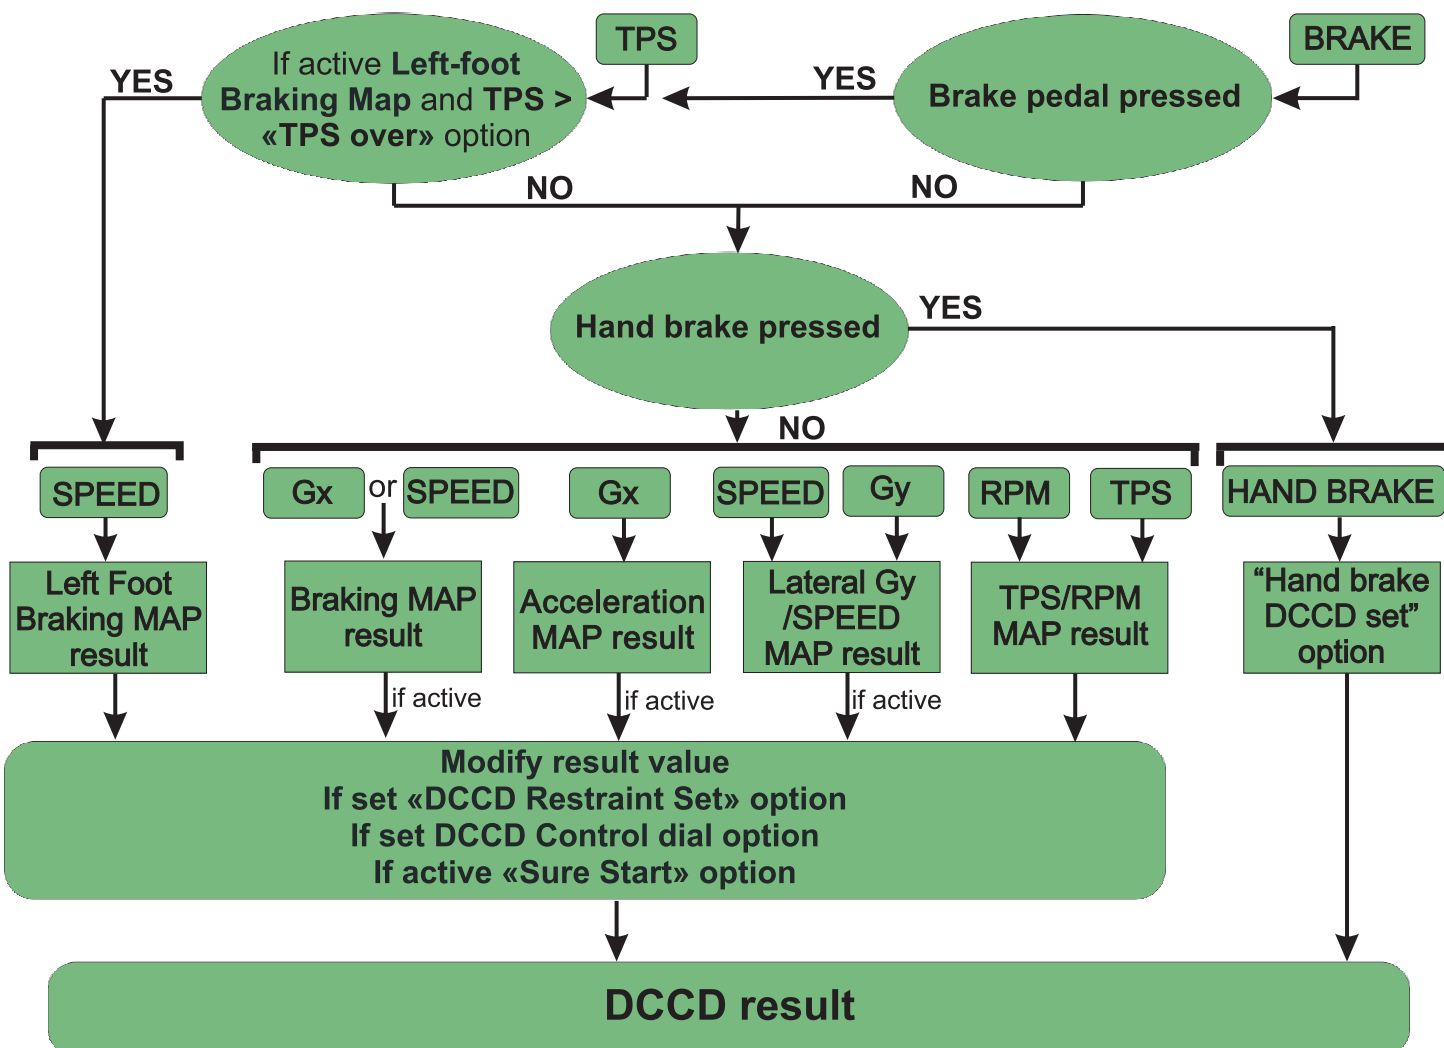 TPS
BRAKE
If active Left-foot
Braking Map and TPS >
«TPS over» option
YES
YES
Brake pedal pressed
NO
NO
Hand brake pressed
YES
NO
SPEED
Gx
or
SPEED
Gx
SPEED
Gy
RPM
TPS
HAND BRAKE
Left Foot
Braking MAP
result
Braking MAP
result
Acceleration
MAP result
Lateral Gy
/SPEED
MAP result
TPS/RPM
MAP result
“Hand brake
DCCD set”
option
if active
if active
if active
Modify result value
If set «DCCD Restraint Set» option
If set DCCD Control dial option
If active «Sure Start» option
DCCD result